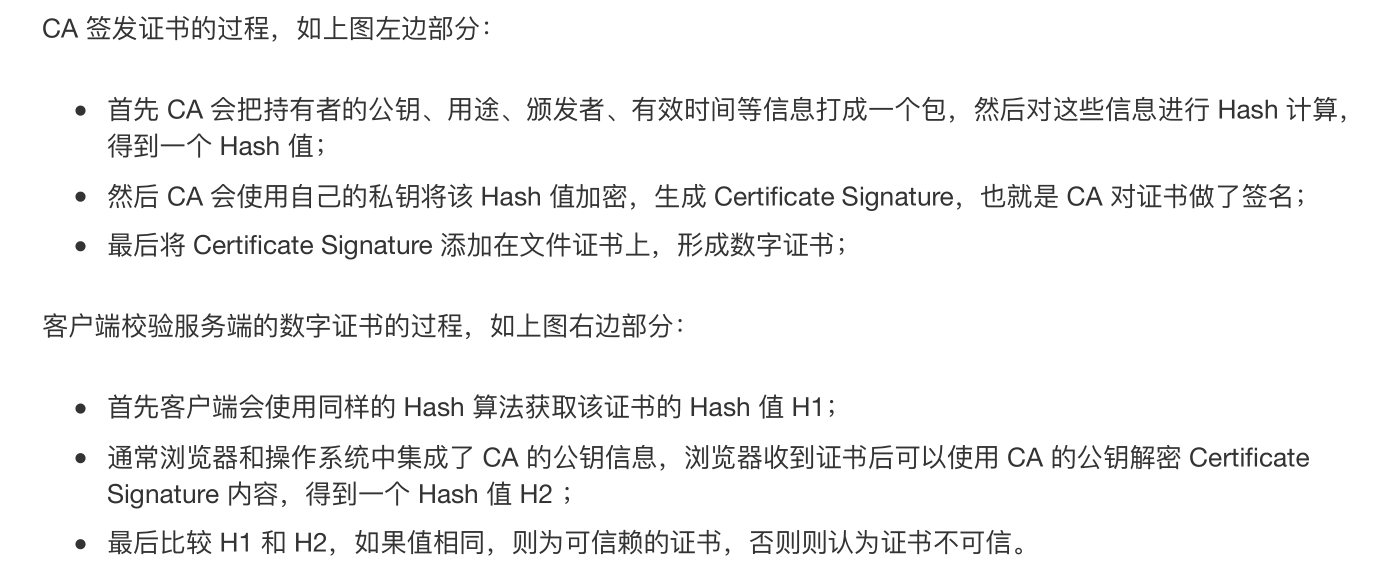 CA 签发证书的过程，如上图左边部分：
• 首先 CA 会把持有者的公钥、用途、颁发者、有效时间等信息打成一个包，然后对这些信息进行 Hash 计算，
得到一个 Hash 值；
• 然后 CA 会使用自己的私钥将该 Hash 值加密，生成 Certificate Signature，也就是 CA 对证书做了签名；
• 最后将 Certificate Signature 添加在文件证书上，形成数字证书；
客户端校验服务端的数字证书的过程，如上图右边部分：
• 首先客户端会使用同样的 Hash 算法获取该证书的 Hash 值 H1；
• 通常浏览器和操作系统中集成了 CA 的公钥信息，浏览器收到证书后可以使用 CA 的公钥解密 Certificate
Signature 内容，得到一个 Hash 值 H2 ；
• 最后比较 H1 和 H2，如果值相同，则为可信赖的证书，否则则认为证书不可信。